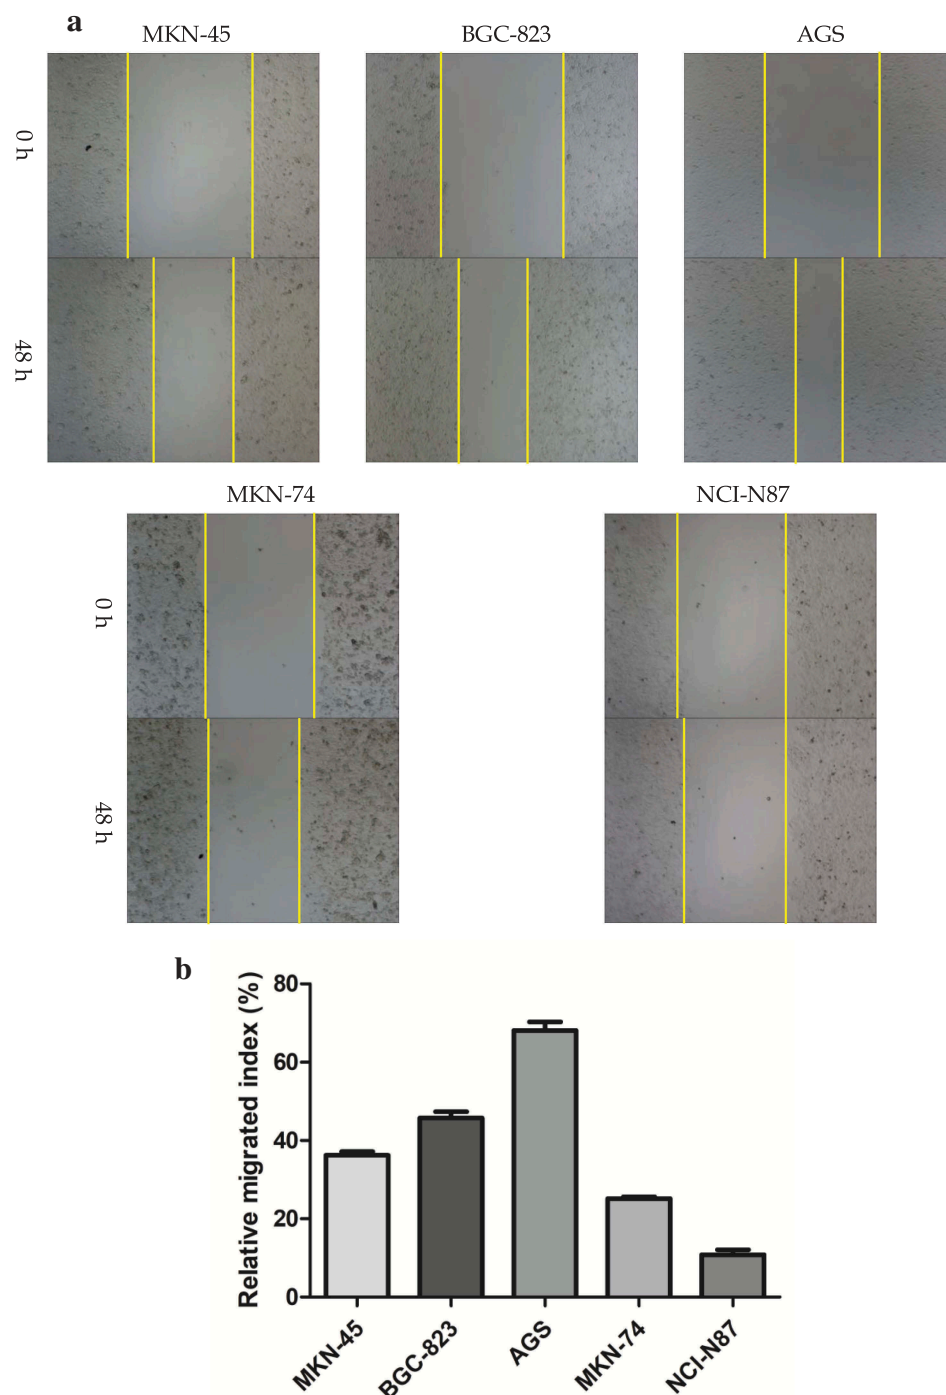 a
MKN-45
BGC-823
AGS
0 h
48 h
MKN-74
NCI-N87
0 h
48 h
b
Relative migrated index (%)
80
60
40
20
0
MKN-45
BGC-823
AGS
MKN-74
NCI-N87